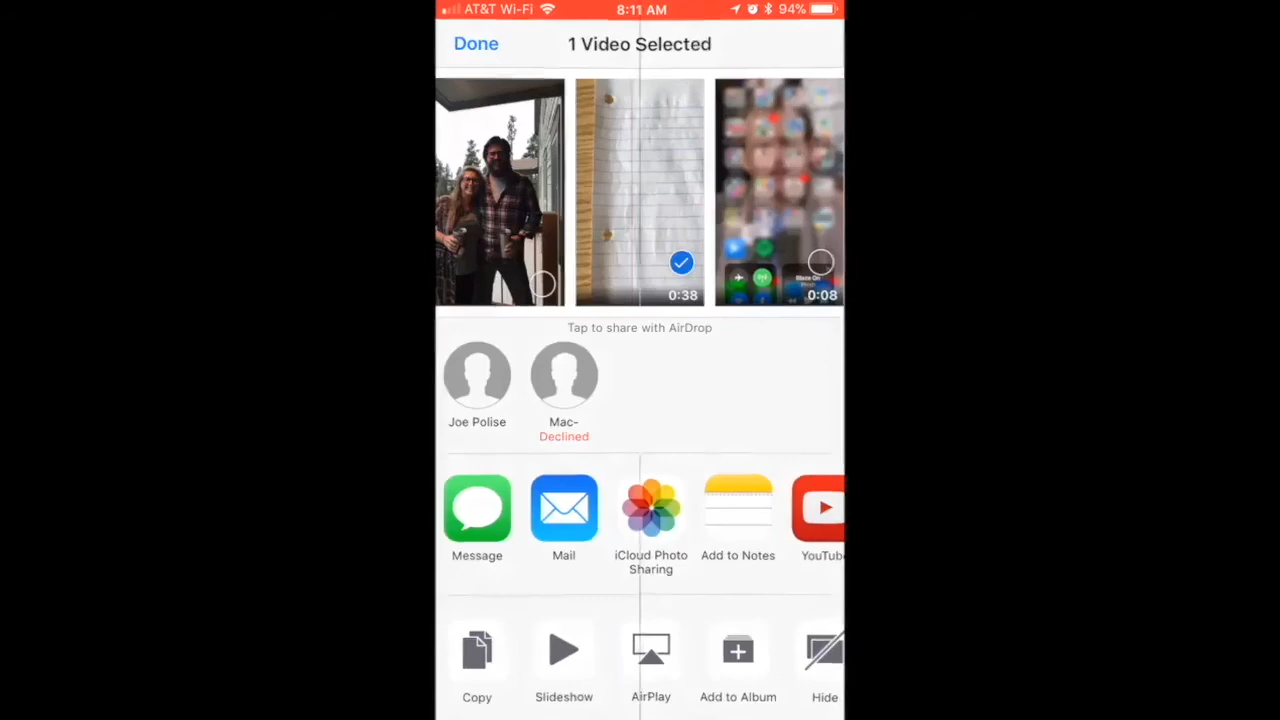 AT&T Wi-Fi 8:11 AM 94%
Done 1 Video Selected
0:38 0:08
Tap to share with AirDrop
Joe Polise Mac-
Declined
Message Mail iCloud Photo Sharing Add to Notes YouTub
Copy Slideshow AirPlay Add to Album Hide